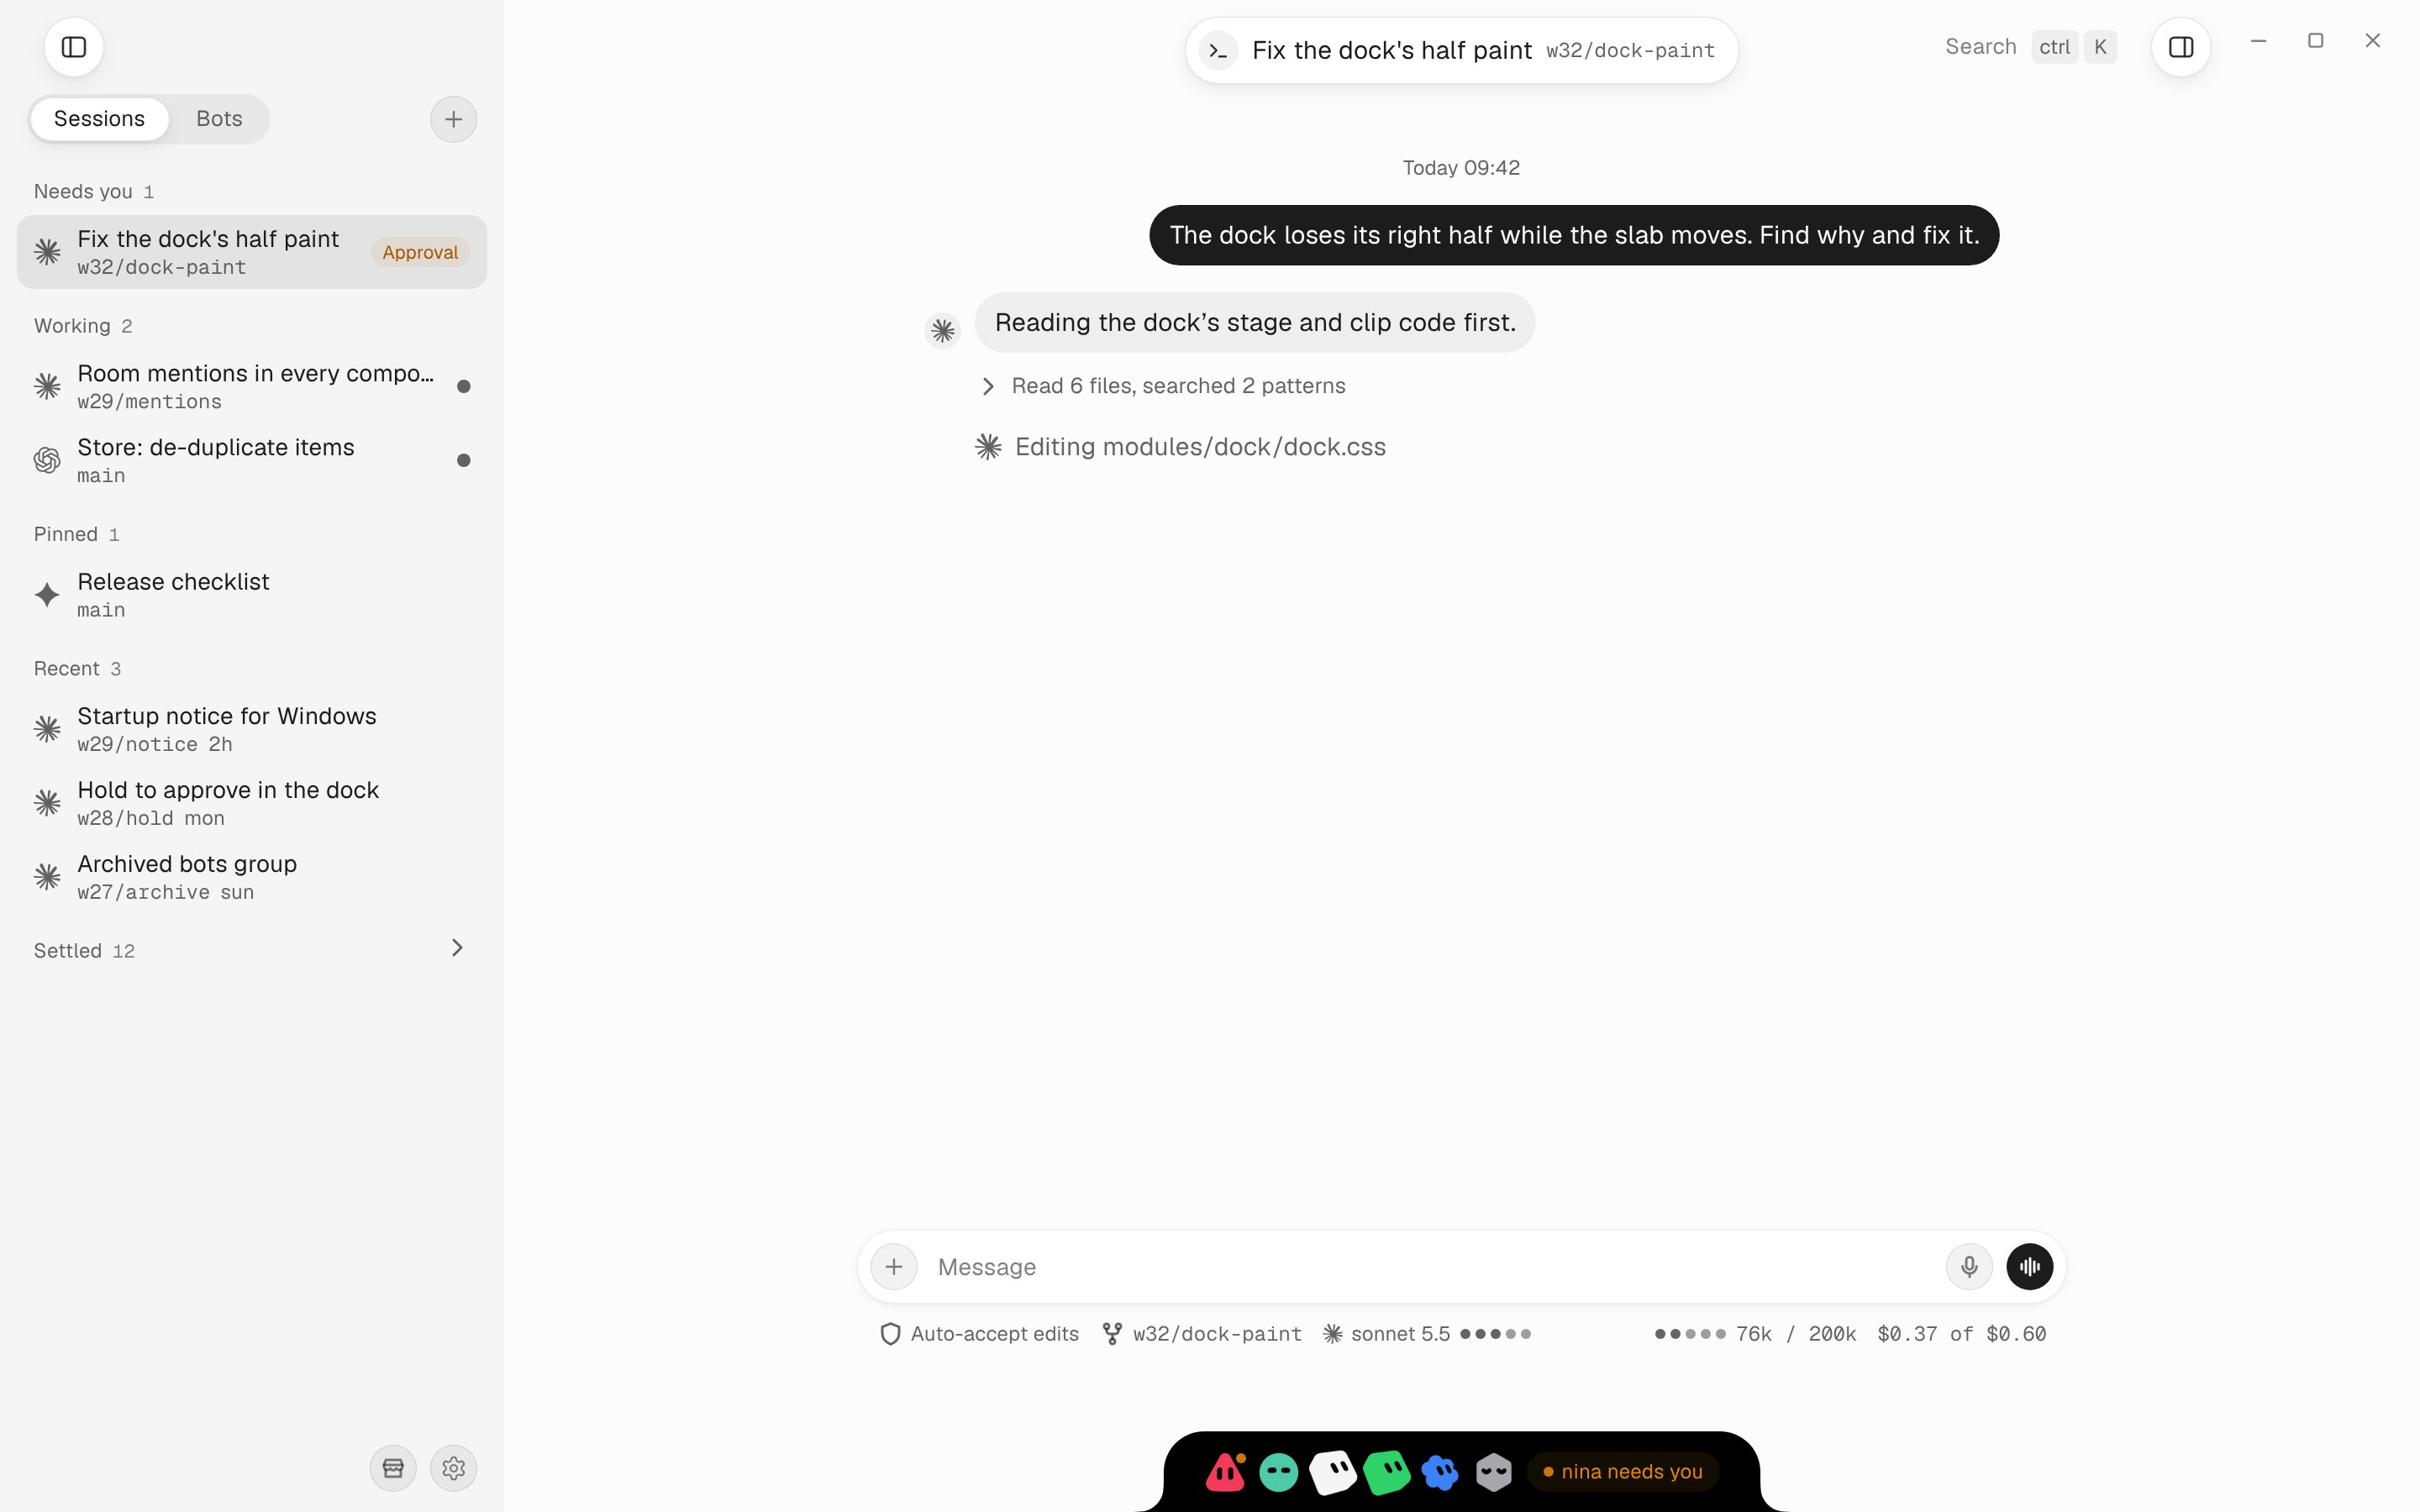 Fix the dock's half paint w32/dock-paint
Search ctrl K
Sessions Bots
Needs you 1
Fix the dock's half paint
w32/dock-paint
Approval
Working 2
Room mentions in every compo…
w29/mentions
Store: de-duplicate items
main
Pinned 1
Release checklist
main
Recent 3
Startup notice for Windows
w29/notice 2h
Hold to approve in the dock
w28/hold mon
Archived bots group
w27/archive sun
Settled 12
Today 09:42
The dock loses its right half while the slab moves. Find why and fix it.
Reading the dock’s stage and clip code first.
Read 6 files, searched 2 patterns
Editing modules/dock/dock.css
Message
Auto-accept edits w32/dock-paint sonnet 5.5 76k / 200k $0.37 of $0.60
nina needs you